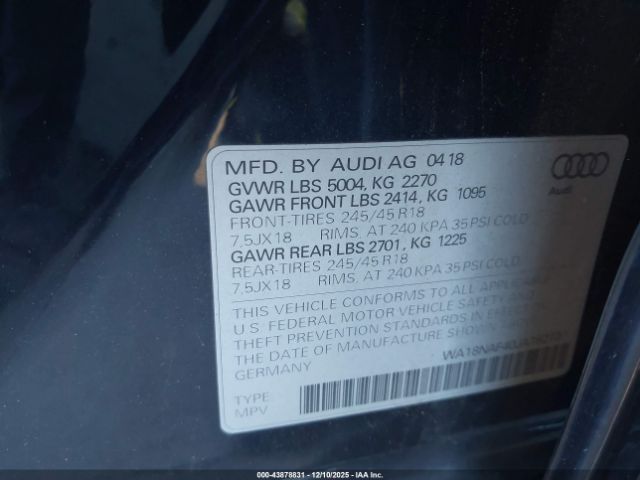 MFD. BY AUDI AG 04 18
GVWR LBS 5004, KG 2270
GAWR FRONT LBS 2414, KG 1095
FRONT-TIRES 245/45 R18
7,5JX18 RIMS, AT 240 KPA 35 PSI COLD
GAWR REAR LBS 2701, KG 1225
REAR-TIRES 245/45 R18
7,5JX18 RIMS, AT 240 KPA 35 PSI COLD
THIS VEHICLE CONFORMS TO ALL APPLICABLE
U.S. FEDERAL MOTOR VEHICLE SAFETY AND
THEFT PREVENTION STANDARDS IN EFFECT
THE DATE OF MANUFACTURE SHOWN
GERMANY
TYPE:
MPV
Audi
00-43878831 - 12/10/2025 - IAA Inc.